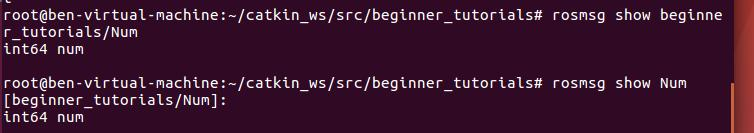 root@ben-virtual-machine:~/catkin_ws/src/beginner_tutorials# rosmsg show beginne
r_tutorials/Num
int64 num
root@ben-virtual-machine:~/catkin_ws/src/beginner_tutorials# rosmsg show Num
[beginner_tutorials/Num]:
int64 num